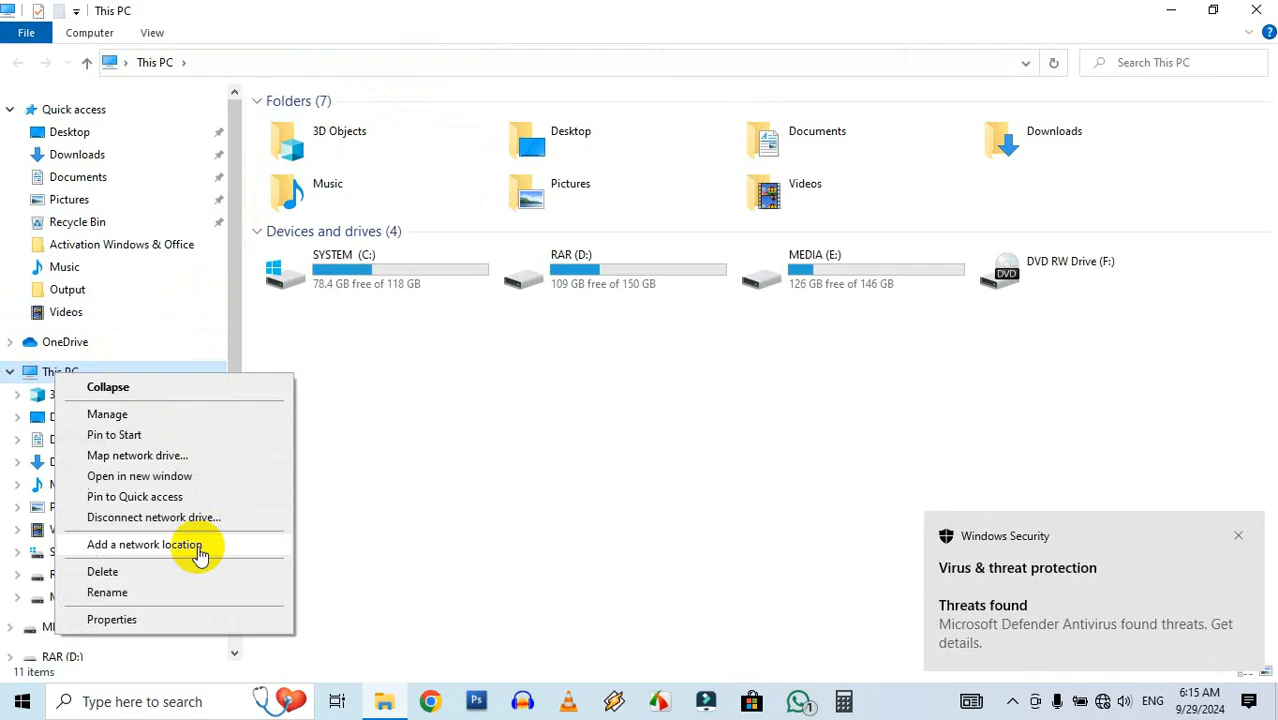 This PC
File
Computer
View
This PC
Search This PC
Quick access
Desktop
Downloads
Documents
Pictures
Recycle Bin
Activation Windows & Office
Music
Output
Videos
OneDrive
This PC
Collapse
Manage
Pin to Start
Map network drive...
Open in new window
Pin to Quick access
Disconnect network drive...
Add a network location
Delete
Rename
Properties
RAR (D:)
11 items
Folders (7)
3D Objects
Desktop
Documents
Downloads
Music
Pictures
Videos
Devices and drives (4)
SYSTEM (C:)
78.4 GB free of 118 GB
RAR (D:)
109 GB free of 150 GB
MEDIA (E:)
126 GB free of 146 GB
DVD RW Drive (F:)
DVD
Windows Security
Virus & threat protection
Threats found
Microsoft Defender Antivirus found threats. Get
details.
Type here to search
Ps
1
ENG
6:15 AM
9/29/2024